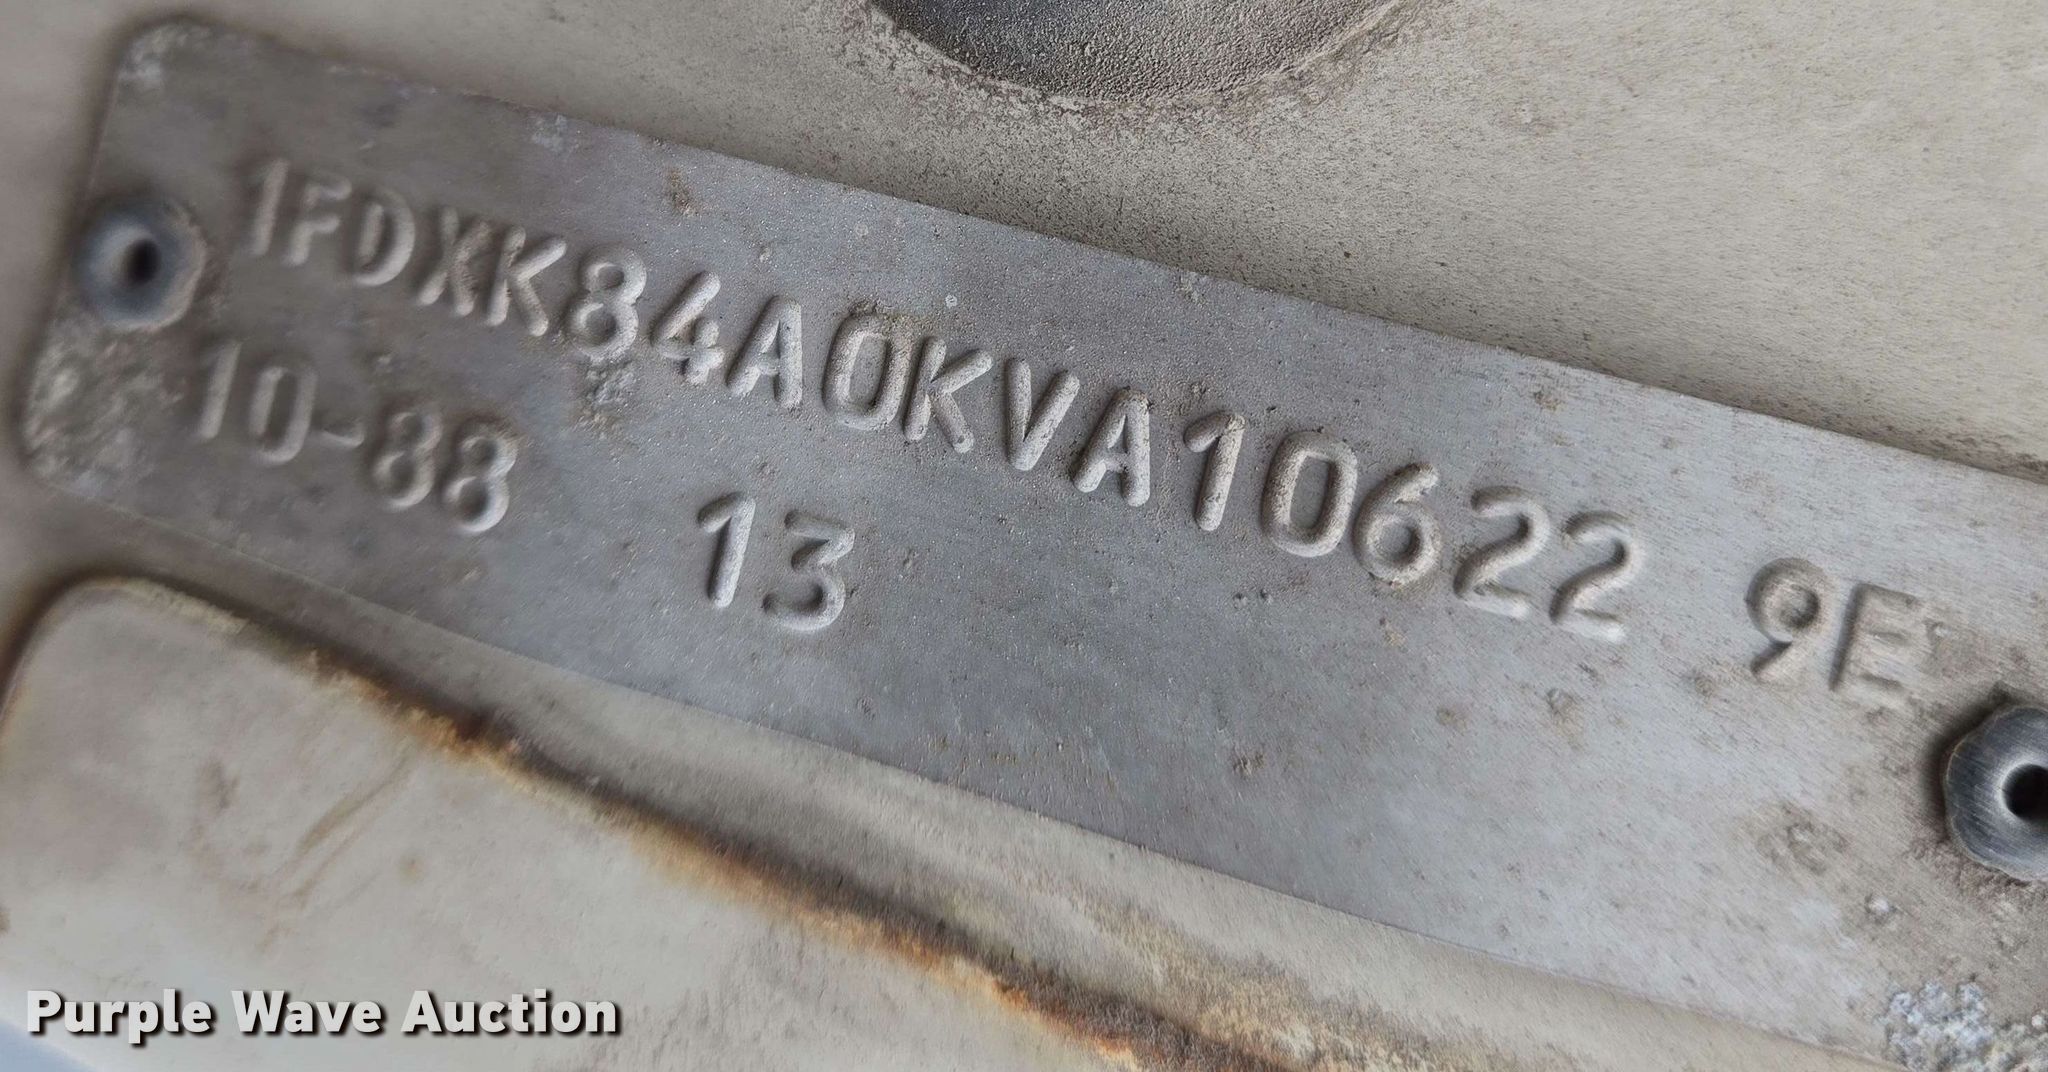 1FDXK84A0KVA10622 9E
10-88 13
Purple Wave Auction